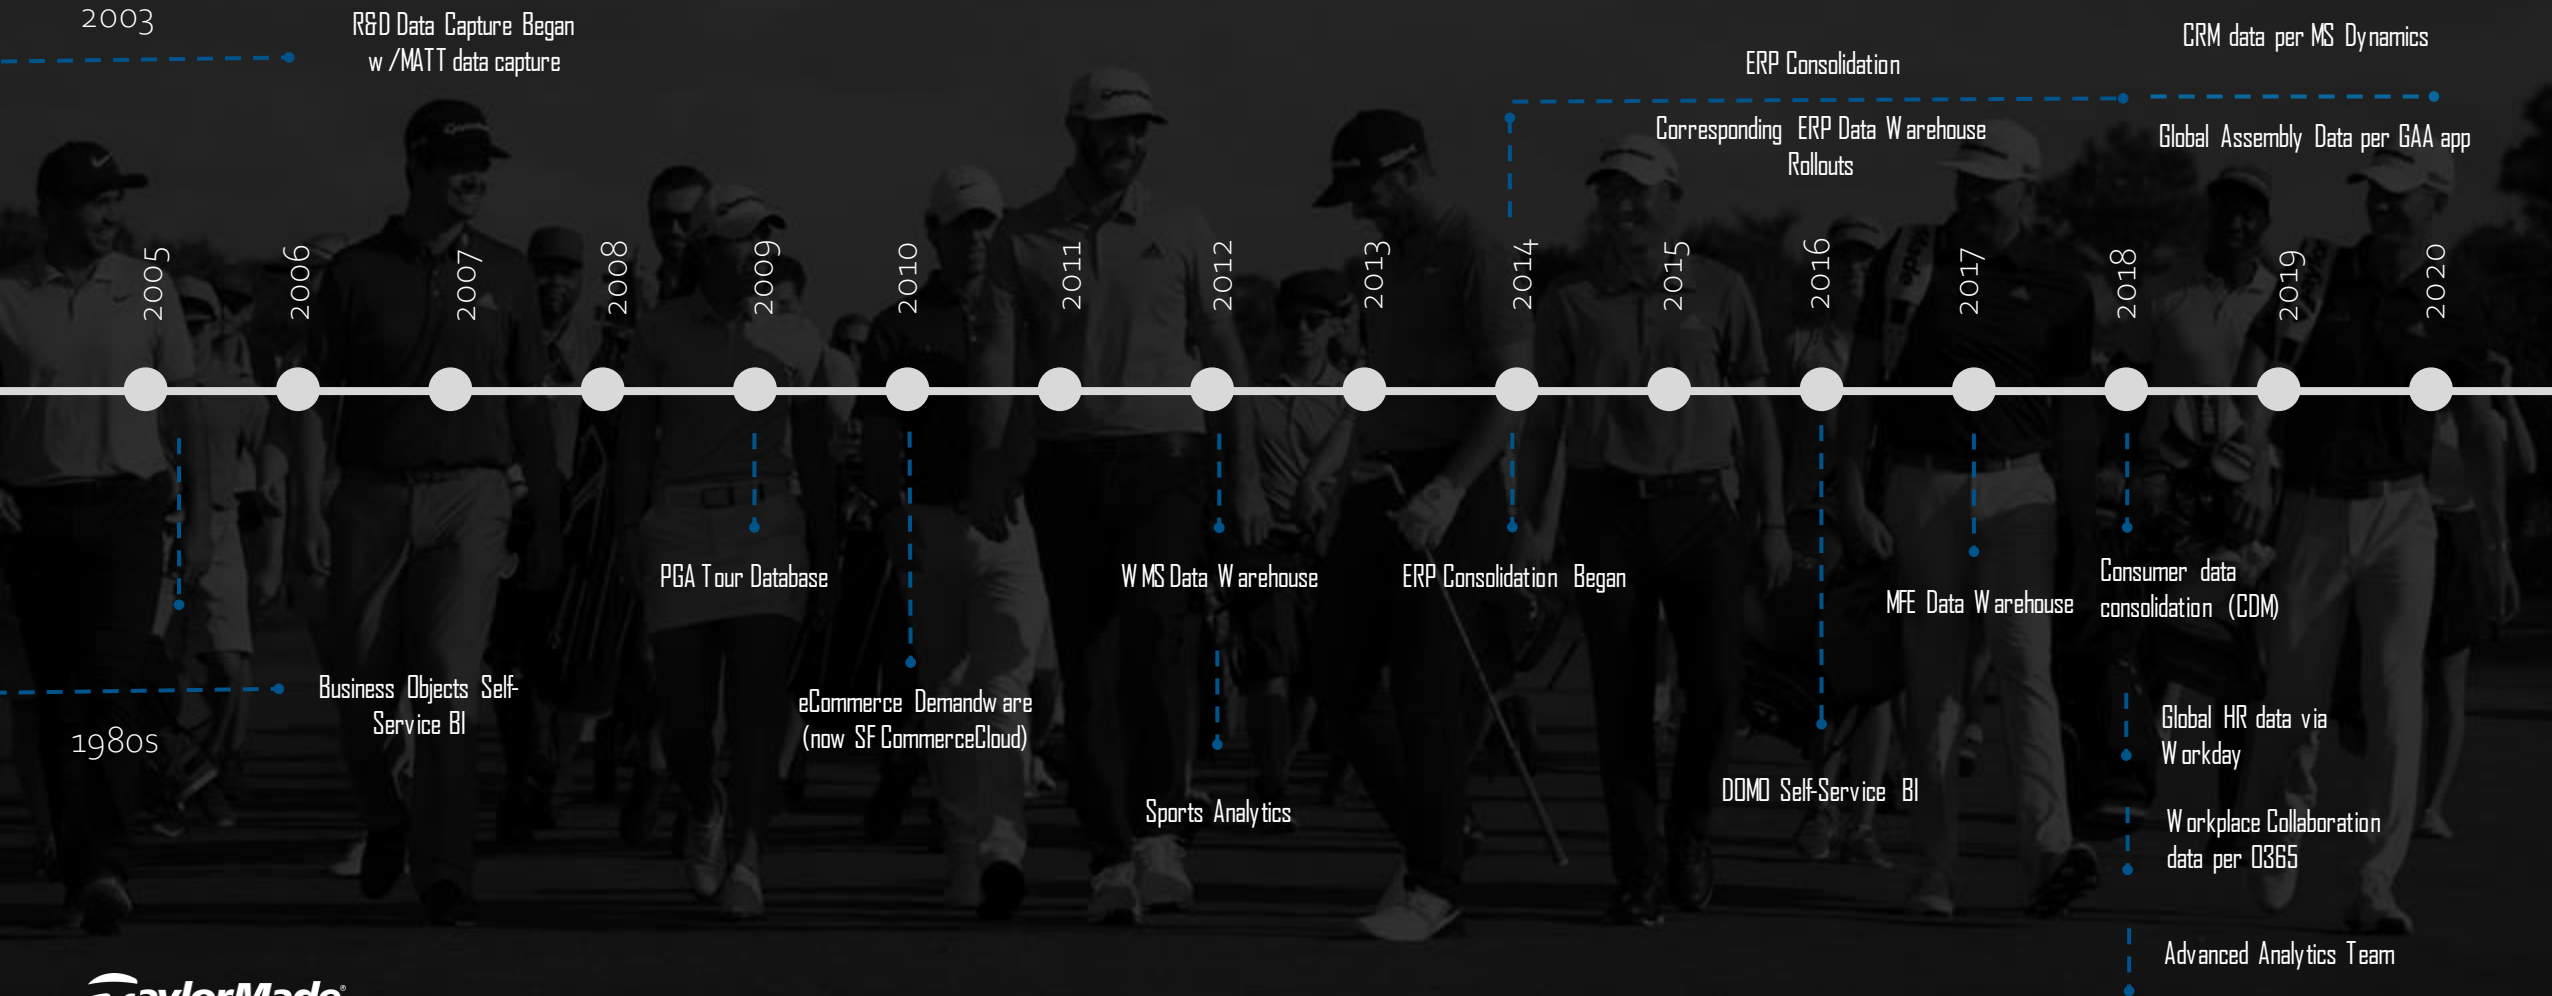 2003
R&D Data Capture Began
w/MATT data capture
ERP Consolidation
Corresponding ERP Data Warehouse
Rollouts
CRM data per MS Dynamics
Global Assembly Data per GAA app
2005
2006
2007
2008
2009
2010
2011
2012
2013
2014
2015
2016
2017
2018
2019
2020
1980s
Business Objects Self-
Service BI
PGA Tour Database
eCommerce Demandware
(now SF CommerceCloud)
WMS Data Warehouse
Sports Analytics
ERP Consolidation Began
DOMO Self-Service BI
MFE Data Warehouse
Consumer data
consolidation (CDM)
Global HR data via
Workday
Workplace Collaboration
data per O365
Advanced Analytics Team
TaylorMade®